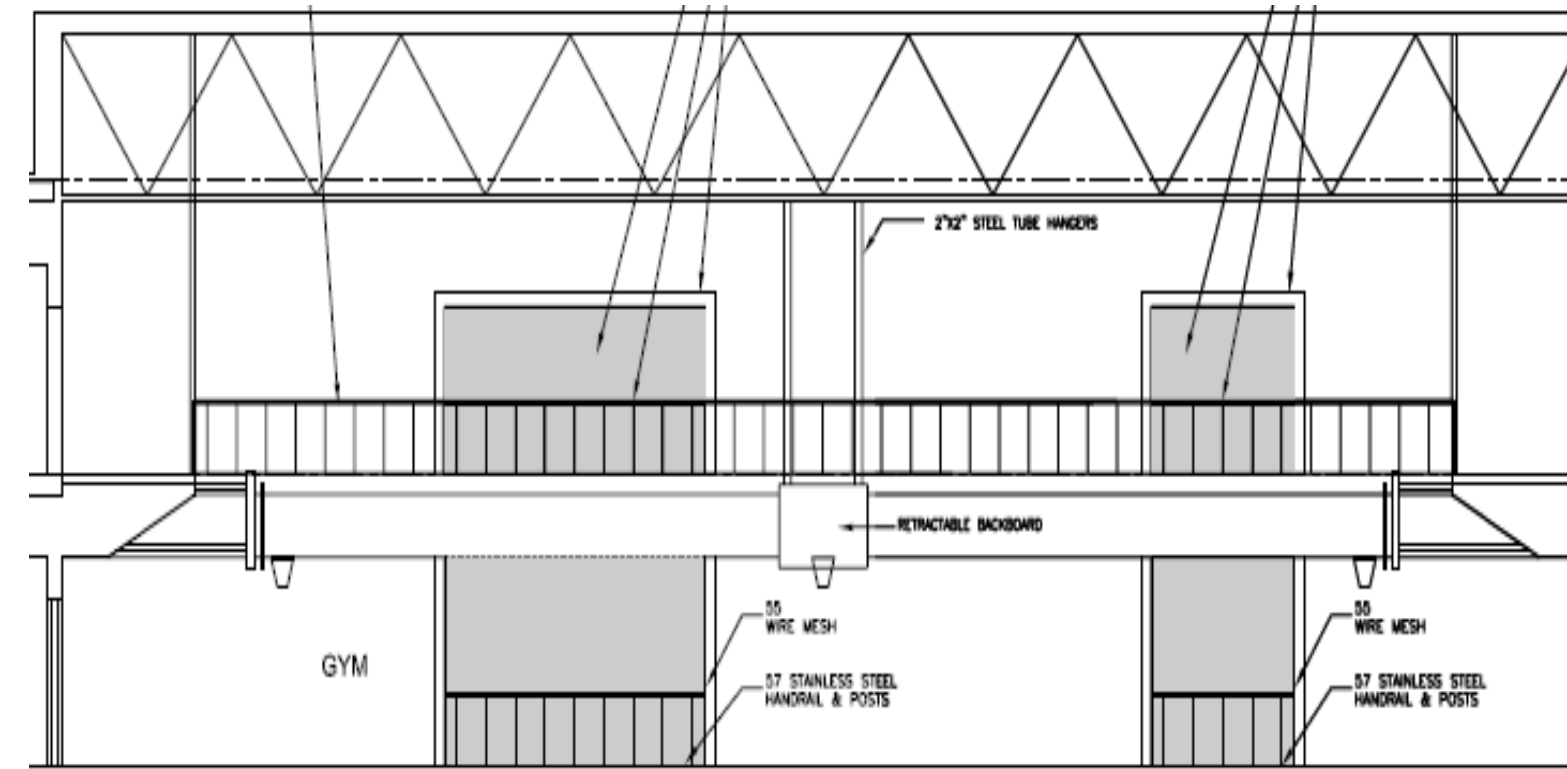 2"X2" STEEL TUBE HANGERS
RETRACTABLE BACKBOARD
55
WIRE MESH
55
WIRE MESH
GYM
57 STAINLESS STEEL
HANDRAIL & POSTS
57 STAINLESS STEEL
HANDRAIL & POSTS